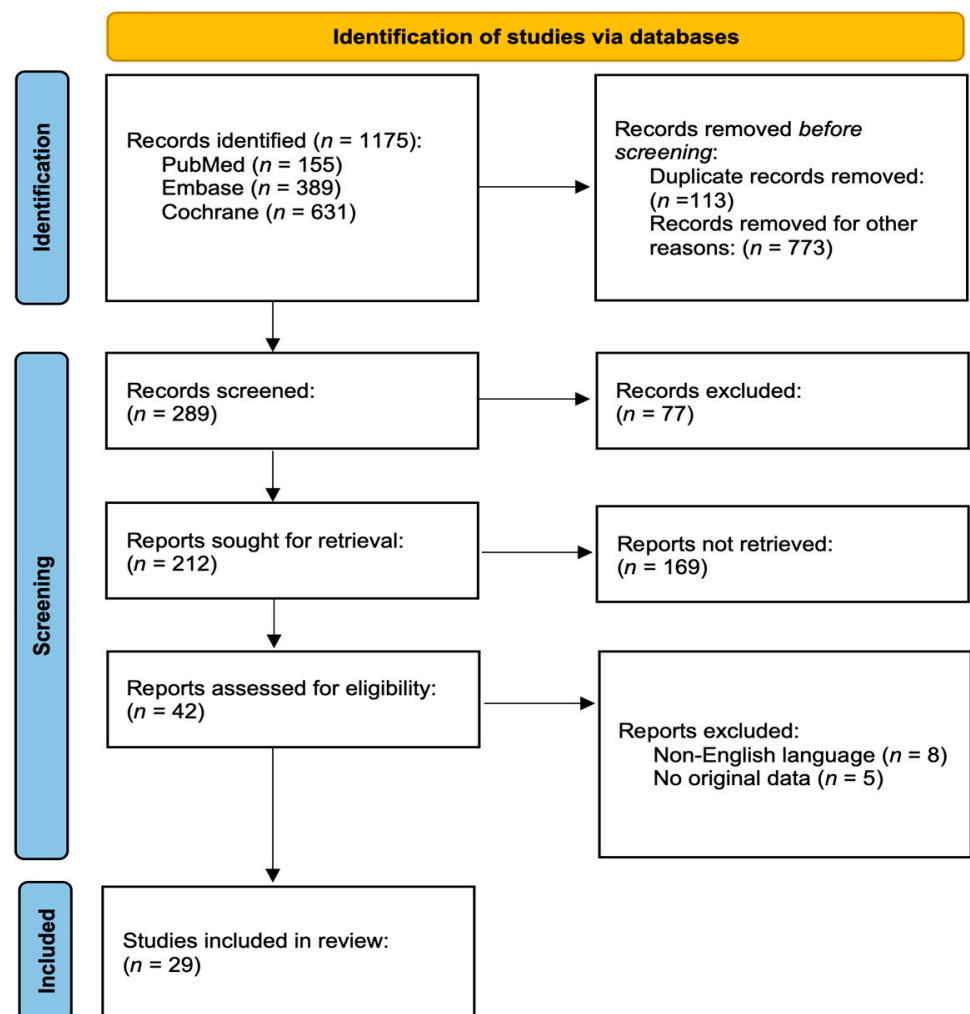 Identification of studies via databases
Identification
Records identified (n = 1175):
PubMed (n = 155)
Embase (n = 389)
Cochrane (n = 631)
Records removed before
screening:
Duplicate records removed:
(n =113)
Records removed for other
reasons: (n = 773)
Screening
Records screened:
(n = 289)
Records excluded:
(n = 77)
Reports sought for retrieval:
(n = 212)
Reports not retrieved:
(n = 169)
Reports assessed for eligibility:
(n = 42)
Reports excluded:
Non-English language (n = 8)
No original data (n = 5)
Included
Studies included in review:
(n = 29)